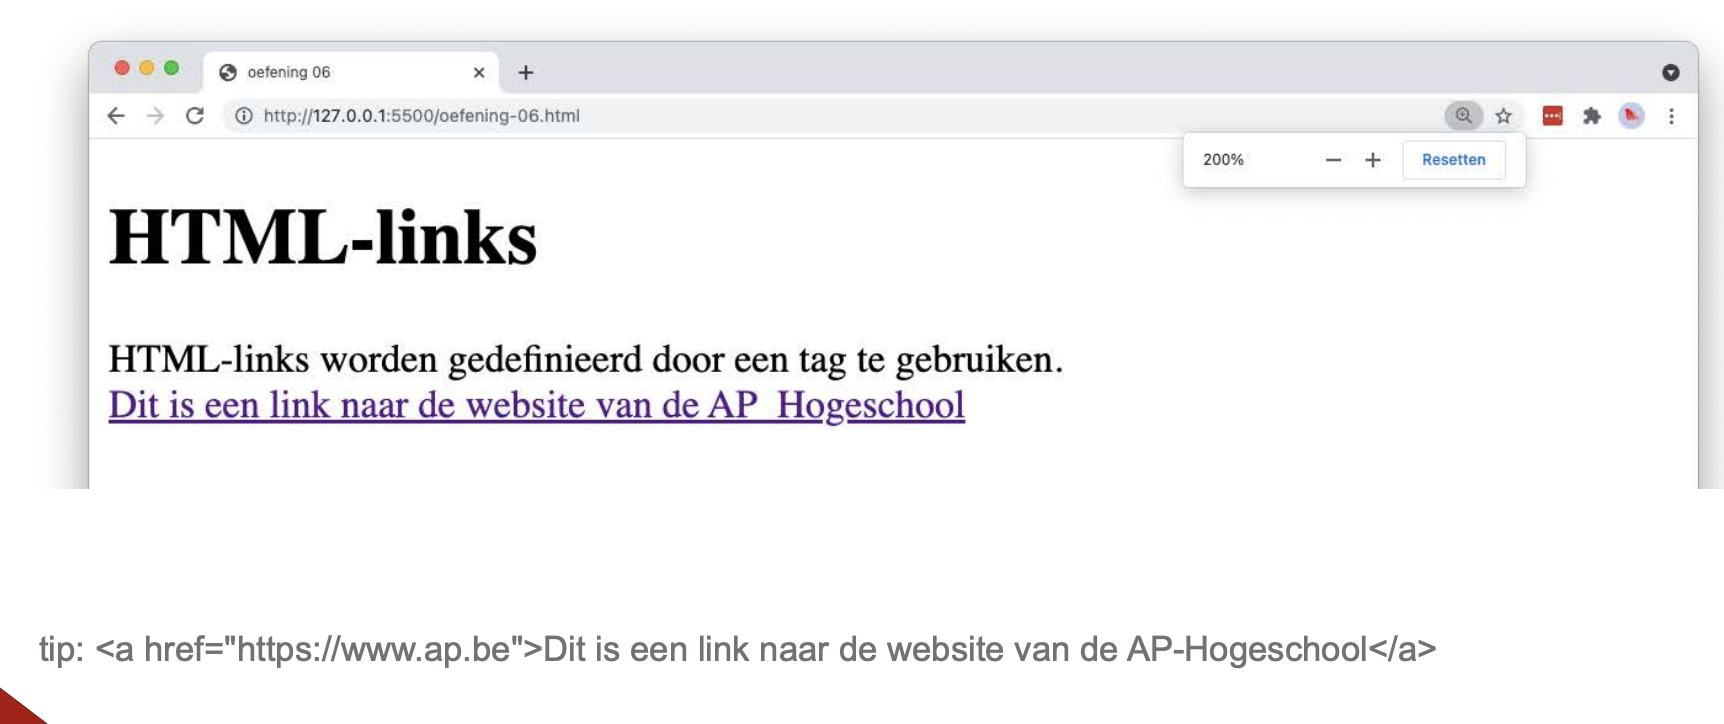 oefening 06
http://127.0.0.1:5500/oefening-06.html
200% Resetten
HTML-links
HTML-links worden gedefinieerd door een tag te gebruiken.
Dit is een link naar de website van de AP Hogeschool
tip: <a href="https://www.ap.be">Dit is een link naar de website van de AP-Hogeschool</a>